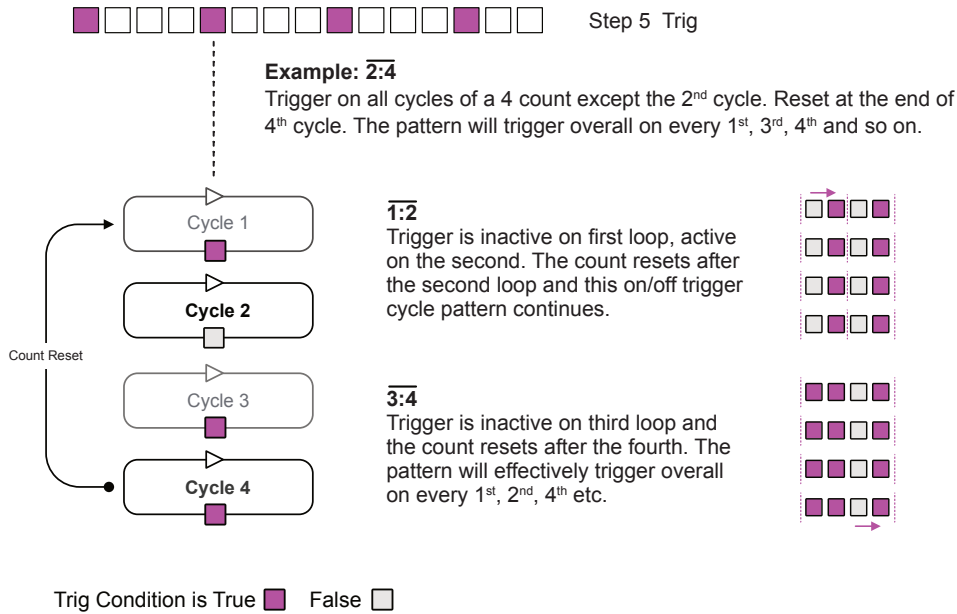 Step 5 Trig
Example: 2:4
Trigger on all cycles of a 4 count except the 2nd cycle. Reset at the end of
4th cycle. The pattern will trigger overall on every 1st, 3rd, 4th and so on.
Cycle 1
Cycle 2
Count Reset
Cycle 3
Cycle 4
1:2
Trigger is inactive on first loop, active
on the second. The count resets after
the second loop and this on/off trigger
cycle pattern continues.
3:4
Trigger is inactive on third loop and
the count resets after the fourth. The
pattern will effectively trigger overall
on every 1st, 2nd, 4th etc.
Trig Condition is True False